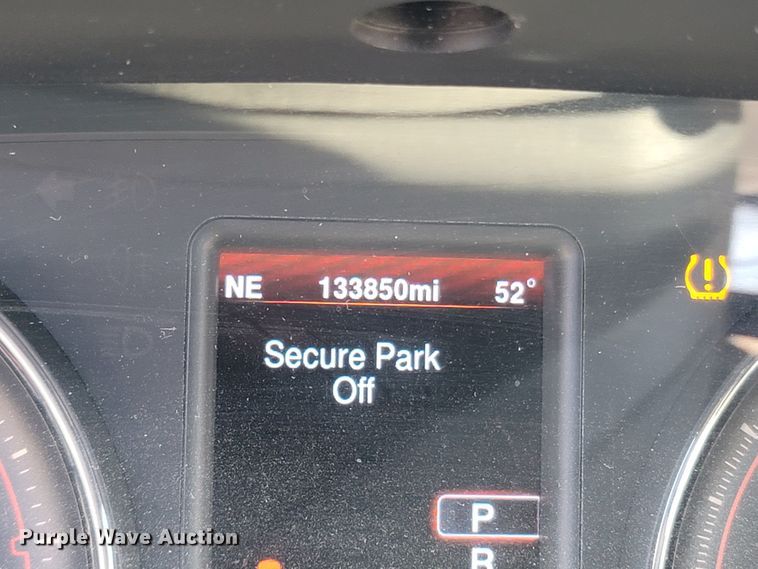 NE 133850mi 52°
Secure Park
Off
P
R
Purple Wave Auction